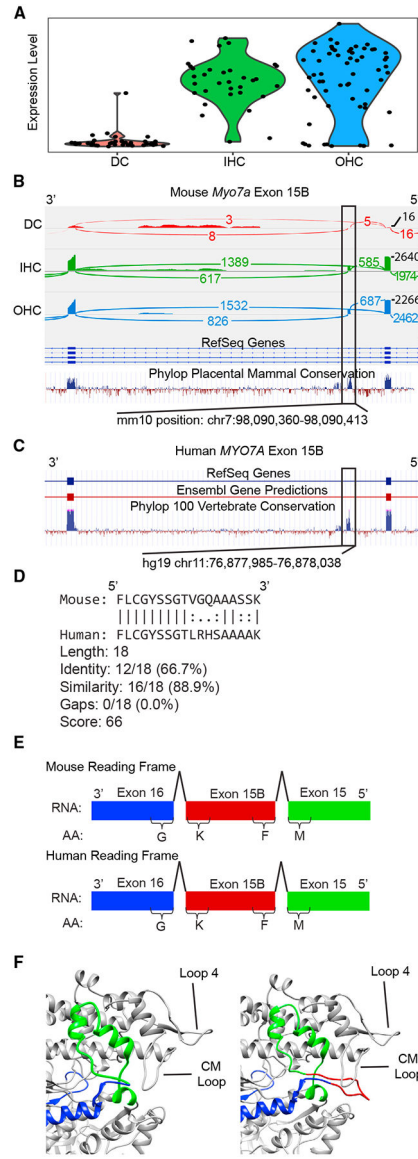 A
Expression Level
DC
IHC
OHC
B
3'
5'
Mouse Myo7a Exon 15B
DC
3
8
5
16
16
IHC
1389
617
585
2640
1974
OHC
1532
826
687
2266
2462
RefSeq Genes
Phylop Placental Mammal Conservation
mm10 position: chr7:98,090,360-98,090,413
C
Human MYO7A Exon 15B
3'
5'
RefSeq Genes
Ensembl Gene Predictions
Phylop 100 Vertebrate Conservation
hg19 chr11:76,877,985-76,878,038
D
5'
3'
Mouse: FLCGYSSGTVGQAAASSK
|||||||||:..:||::|
Human: FLCGYSSGTLRHSAAAAK
Length: 18
Identity: 12/18 (66.7%)
Similarity: 16/18 (88.9%)
Gaps: 0/18 (0.0%)
Score: 66
E
Mouse Reading Frame
3' Exon 16 Exon 15B Exon 15 5'
RNA:
AA: G K F M
Human Reading Frame
3' Exon 16 Exon 15B Exon 15 5'
RNA:
AA: G K F M
F
Loop 4
CM
Loop
Loop 4
CM
Loop